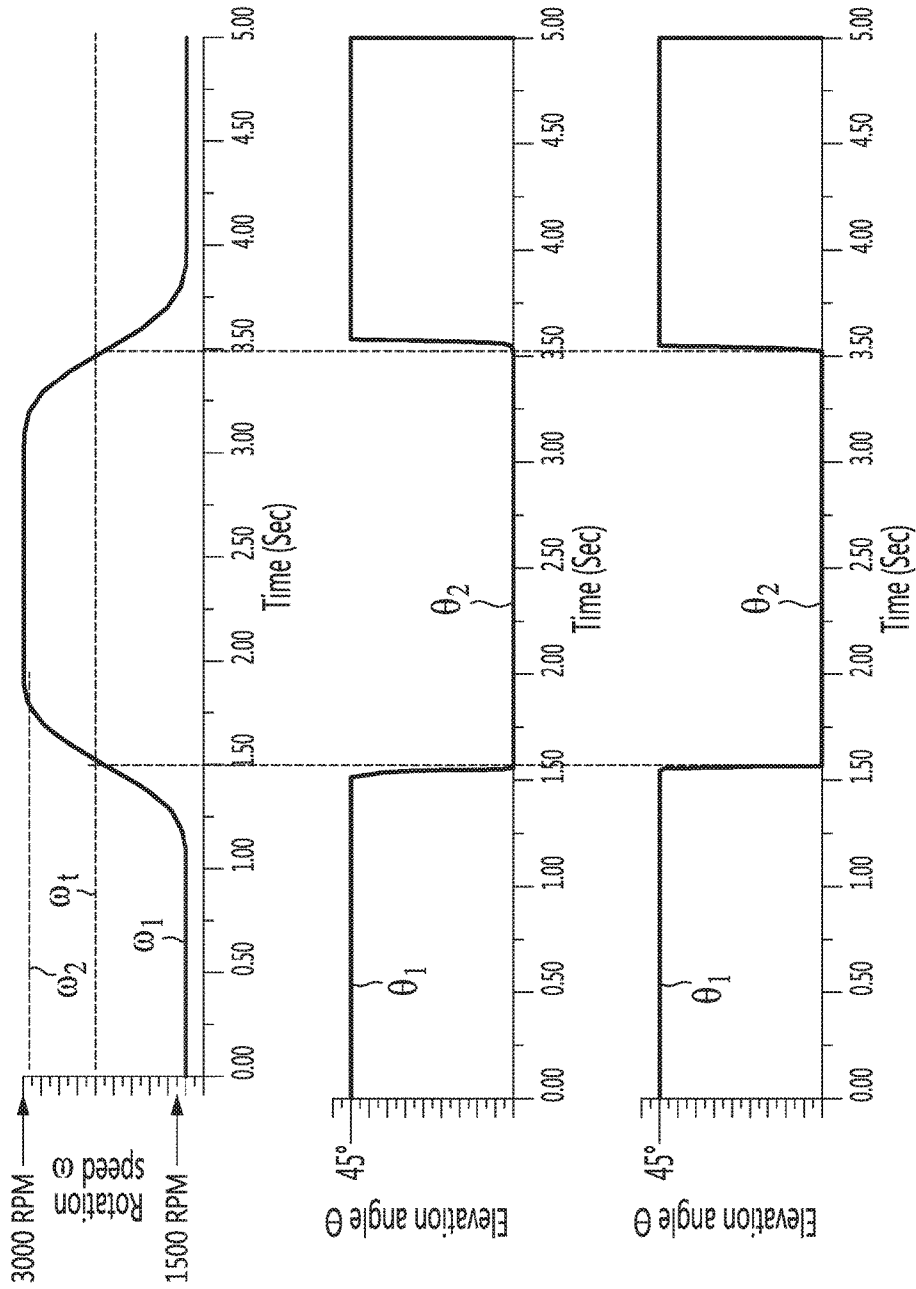 3000 RPM
Rotation
speed ω
1500 RPM
ω2
ωt
ω1
0.00 0.50 1.00 1.50 2.00 2.50 3.00 3.50 4.00 4.50 5.00
Time (Sec)
45°
Elevation angle Θ
θ1
θ2
0.00 0.50 1.00 1.50 2.00 2.50 3.00 3.50 4.00 4.50 5.00
Time (Sec)
45°
Elevation angle Θ
θ1
θ2
0.00 0.50 1.00 1.50 2.00 2.50 3.00 3.50 4.00 4.50 5.00
Time (Sec)